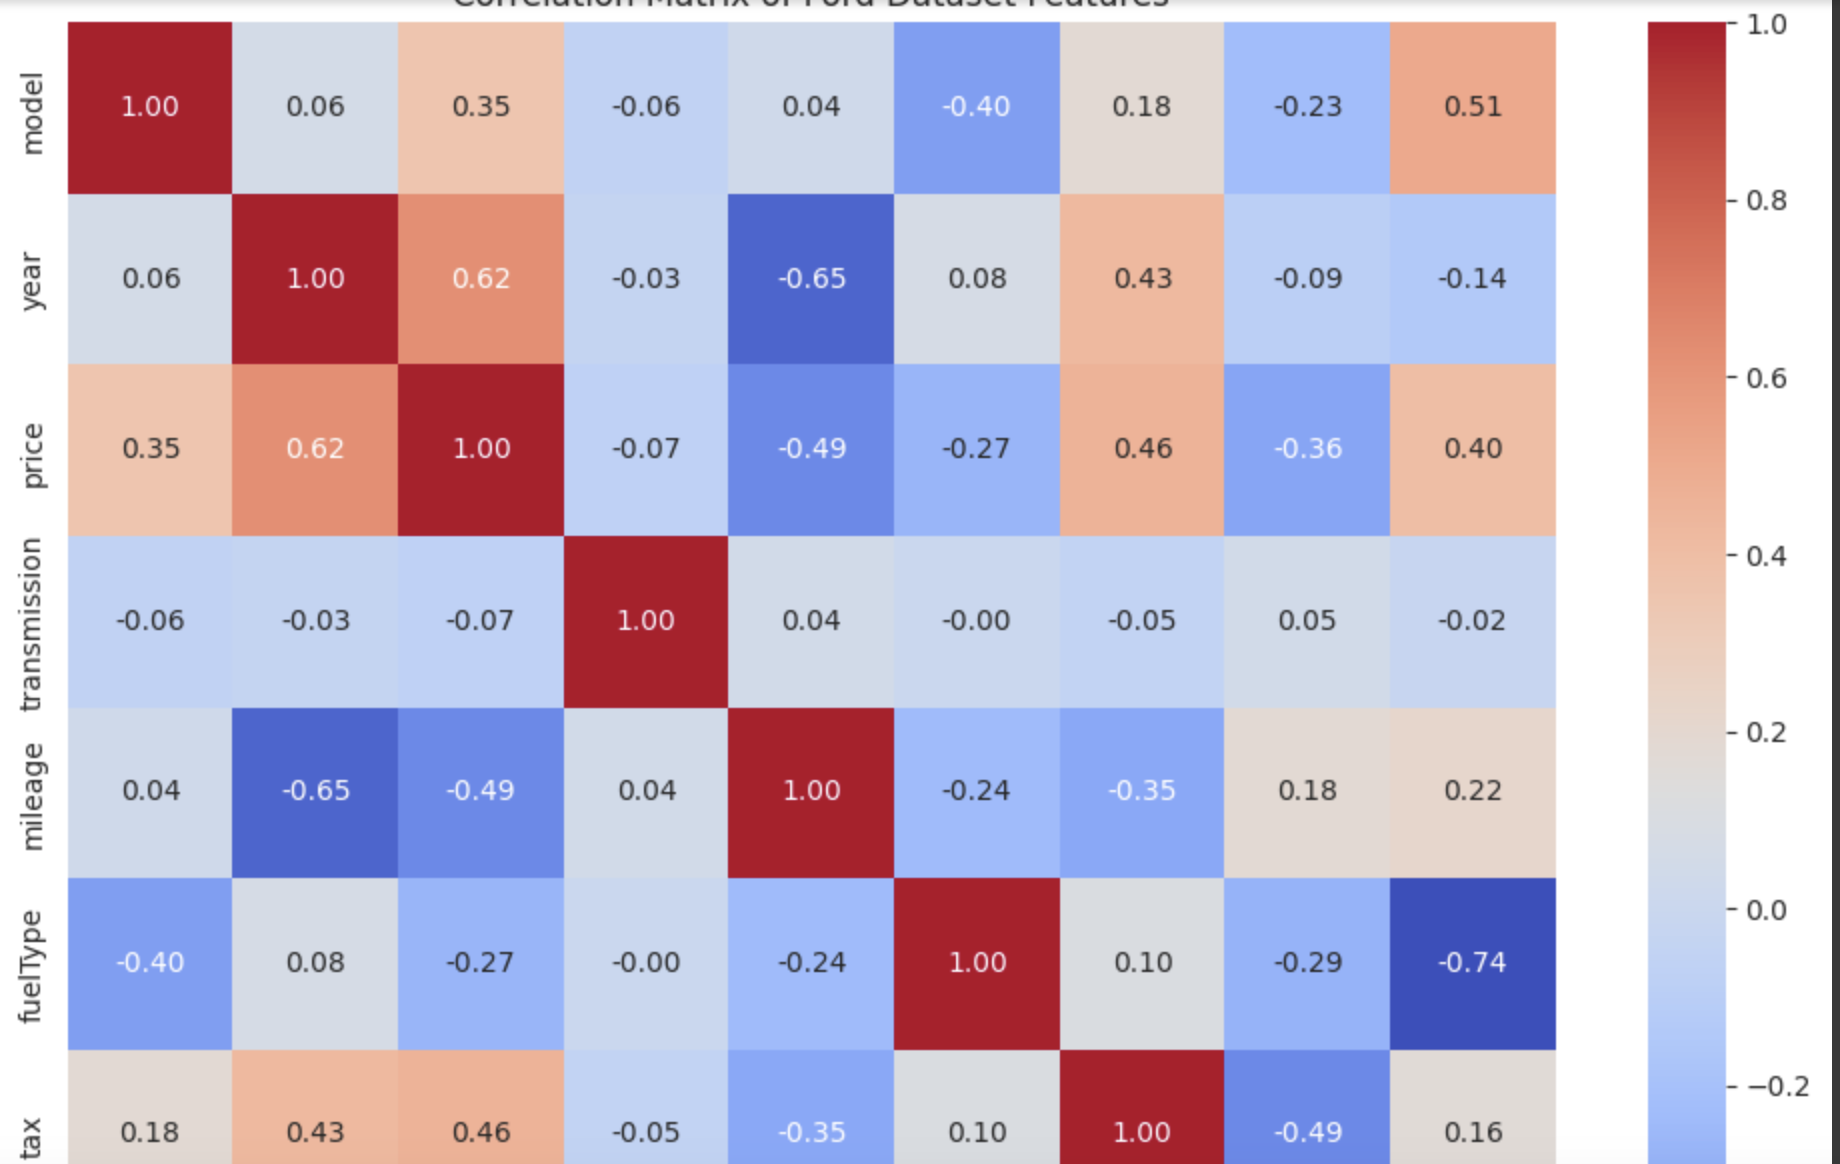 Correlation Matrix of Ford Dataset Features
model 1.00 0.06 0.35 -0.06 0.04 -0.40 0.18 -0.23 0.51
year 0.06 1.00 0.62 -0.03 -0.65 0.08 0.43 -0.09 -0.14
price 0.35 0.62 1.00 -0.07 -0.49 -0.27 0.46 -0.36 0.40
transmission -0.06 -0.03 -0.07 1.00 0.04 -0.00 -0.05 0.05 -0.02
mileage 0.04 -0.65 -0.49 0.04 1.00 -0.24 -0.35 0.18 0.22
fuelType -0.40 0.08 -0.27 -0.00 -0.24 1.00 0.10 -0.29 -0.74
tax 0.18 0.43 0.46 -0.05 -0.35 0.10 1.00 -0.49 0.16
1.0
0.8
0.6
0.4
0.2
0.0
−0.2